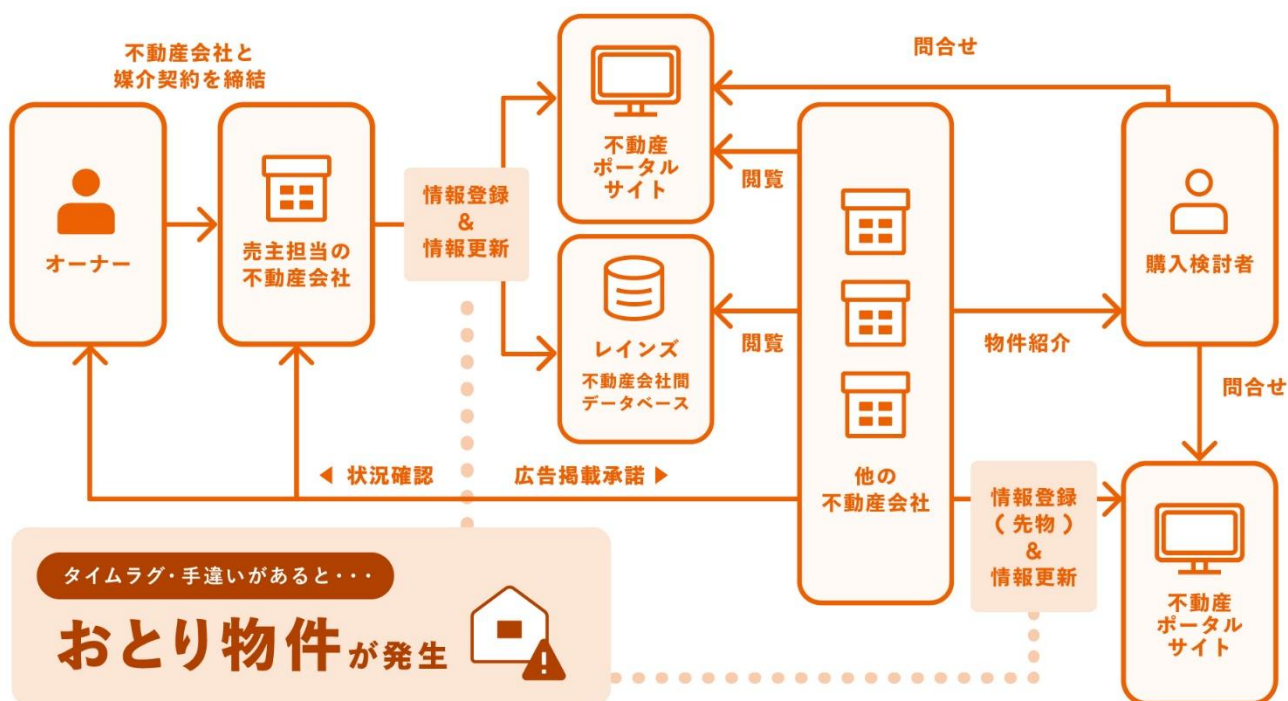 不動産会社と
媒介契約を締結
オーナー
売主担当の
不動産会社
情報登録
&
情報更新
不動産
ポータル
サイト
レインズ
不動産会社間
データベース
問合せ
閲覧
閲覧
他の
不動産会社
物件紹介
購入検討者
問合せ
◀ 状況確認
広告掲載承諾 ▶
情報登録
( 先物 )
&
情報更新
不動産
ポータル
サイト
タイムラグ・手違いがあると・・・
おとり物件が発生